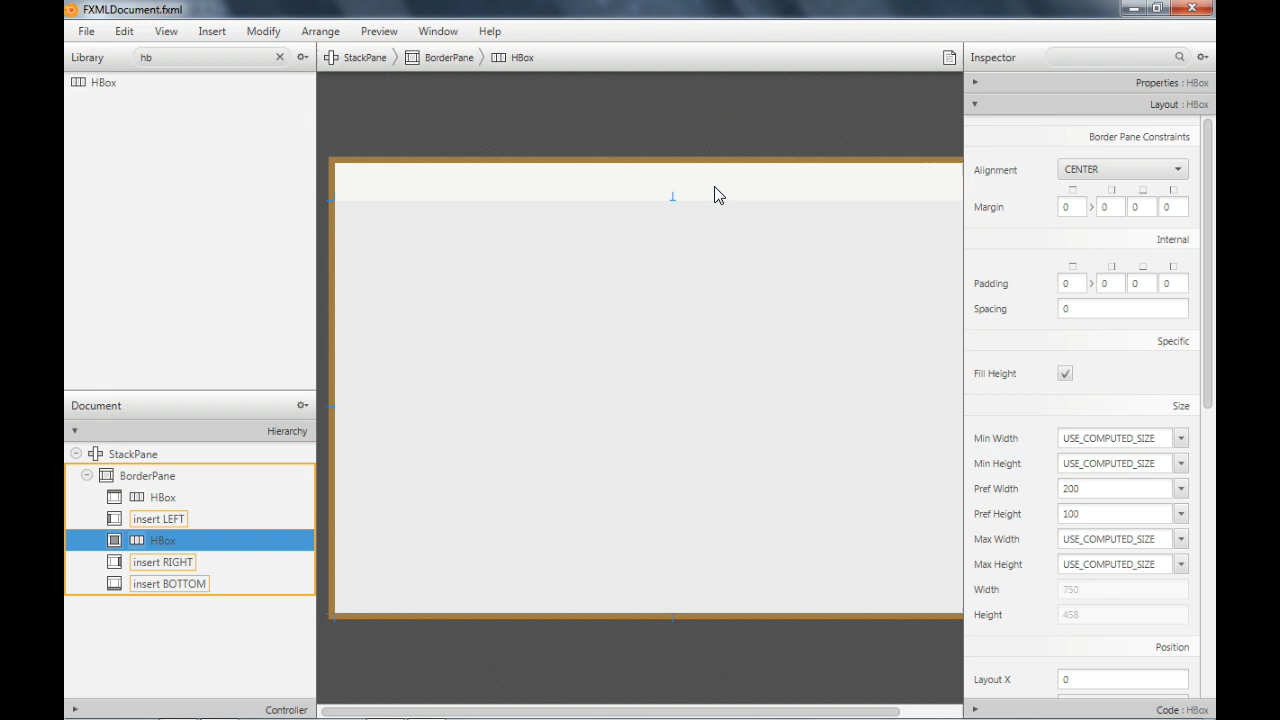 FXMLDocument.fxml
File Edit View Insert Modify Arrange Preview Window Help
Library hb
HBox
StackPane BorderPane HBox
Inspector
Properties : HBox
Layout : HBox
Border Pane Constraints
Alignment CENTER
Margin 0 0 0 0
Internal
Padding 0 0 0 0
Spacing 0
Specific
Fill Height
Size
Min Width USE_COMPUTED_SIZE
Min Height USE_COMPUTED_SIZE
Pref Width 200
Pref Height 100
Max Width USE_COMPUTED_SIZE
Max Height USE_COMPUTED_SIZE
Width 750
Height 458
Position
Layout X 0
Code : HBox
Document
Hierarchy
StackPane
BorderPane
HBox
insert LEFT
HBox
insert RIGHT
insert BOTTOM
Controller